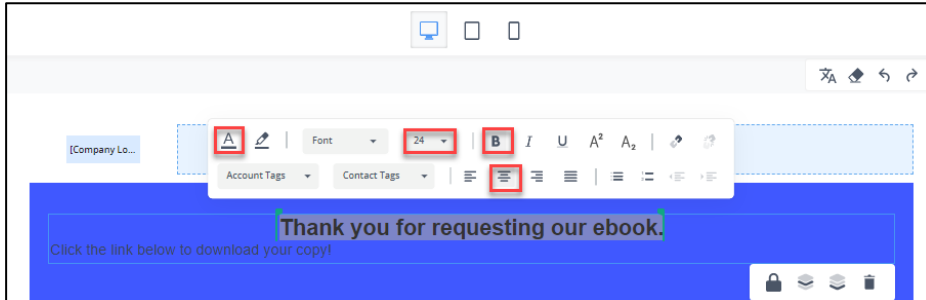 A Font 24 B I U A² A₂
[Company Lo...
Account Tags Contact Tags
Thank you for requesting our ebook.
Click the link below to download your copy!